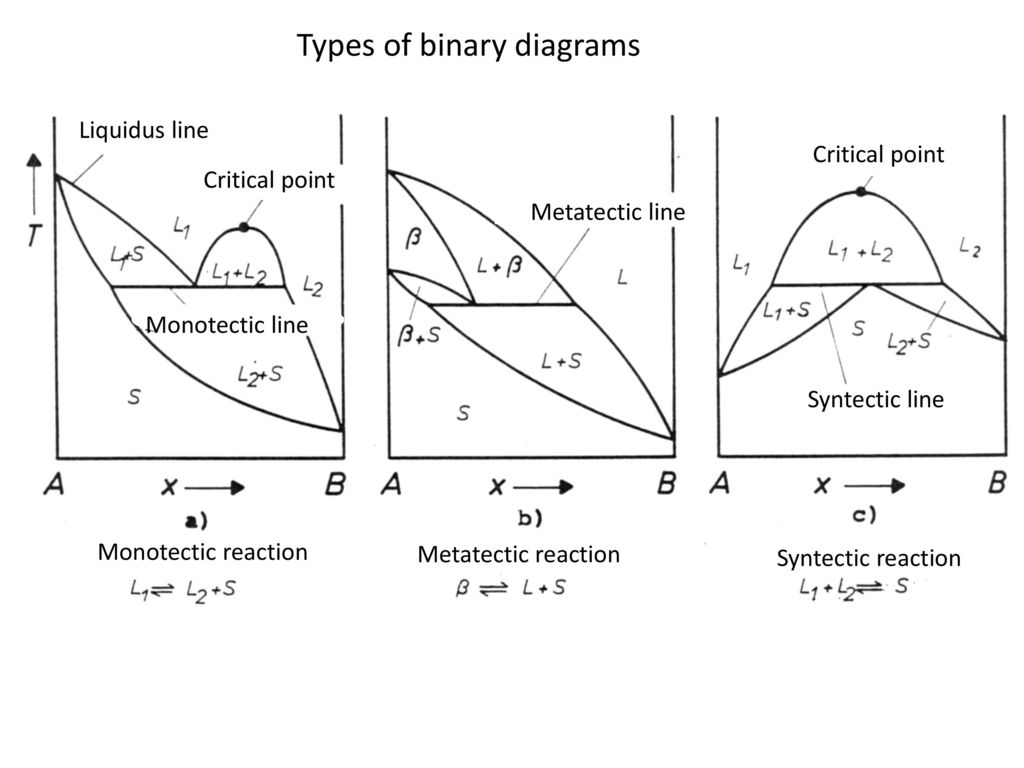 Types of binary diagrams
Liquidus line
Critical point
T
L₁
L₁+S
L₁+L₂
L₂
Monotectic line
L₂+S
S
A
x
B
a)
Monotectic reaction
L₁⇌ L₂+S
Metatectic line
β
L+β
L
β+S
L+S
S
A
x
B
b)
Metatectic reaction
β ⇌ L+S
Critical point
L₁
L₁+L₂
L₂
L₁+S
S
L₂+S
Syntectic line
A
x
B
c)
Syntectic reaction
L₁+L₂⇌ S